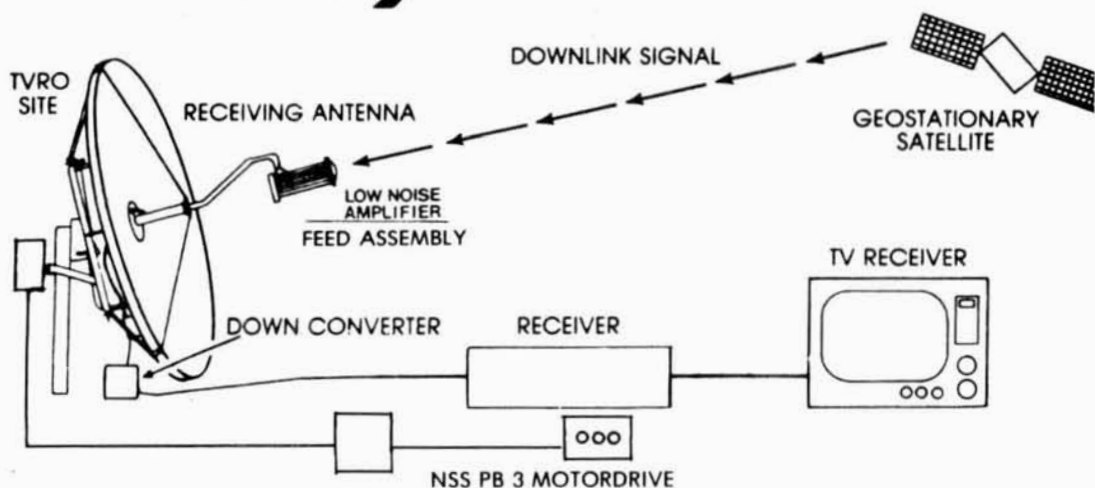 DOWNLINK SIGNAL
TVRO
SITE
RECEIVING ANTENNA
GEOSTATIONARY
SATELLITE
LOW NOISE
AMPLIFIER
FEED ASSEMBLY
TV RECEIVER
DOWN CONVERTER
RECEIVER
NSS PB 3 MOTORDRIVE